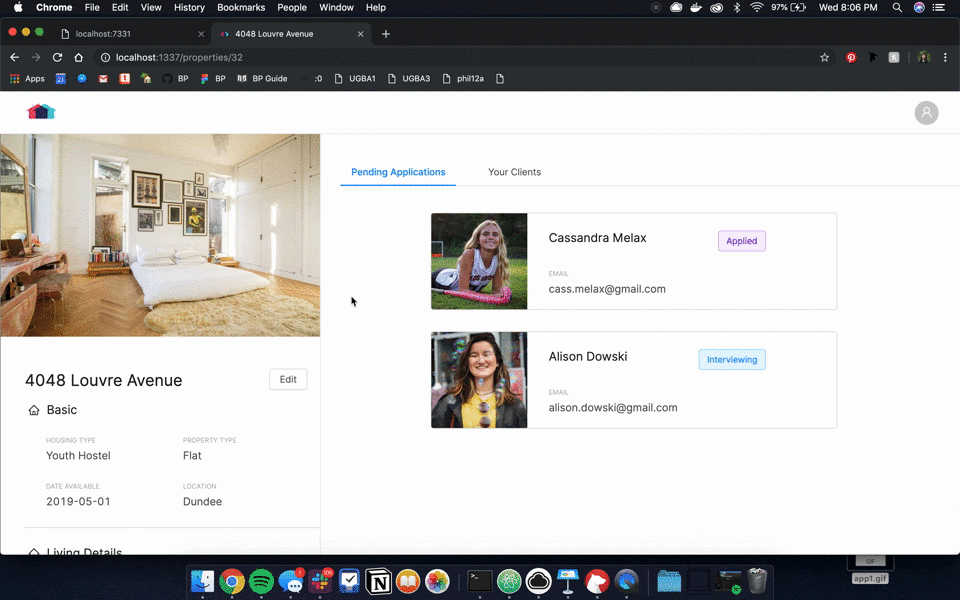 Chrome File Edit View History Bookmarks People Window Help 97% Wed 8:06 PM
localhost:7331 4048 Louvre Avenue
localhost:1337/properties/32
Apps BP BP BP Guide :0 UGBA1 UGBA3 phil12a
Pending Applications Your Clients
Cassandra Melax Applied
EMAIL
cass.melax@gmail.com
Alison Dowski Interviewing
EMAIL
alison.dowski@gmail.com
4048 Louvre Avenue Edit
Basic
HOUSING TYPE PROPERTY TYPE
Youth Hostel Flat
DATE AVAILABLE LOCATION
2019-05-01 Dundee
Living Details
GIF
app1.gif